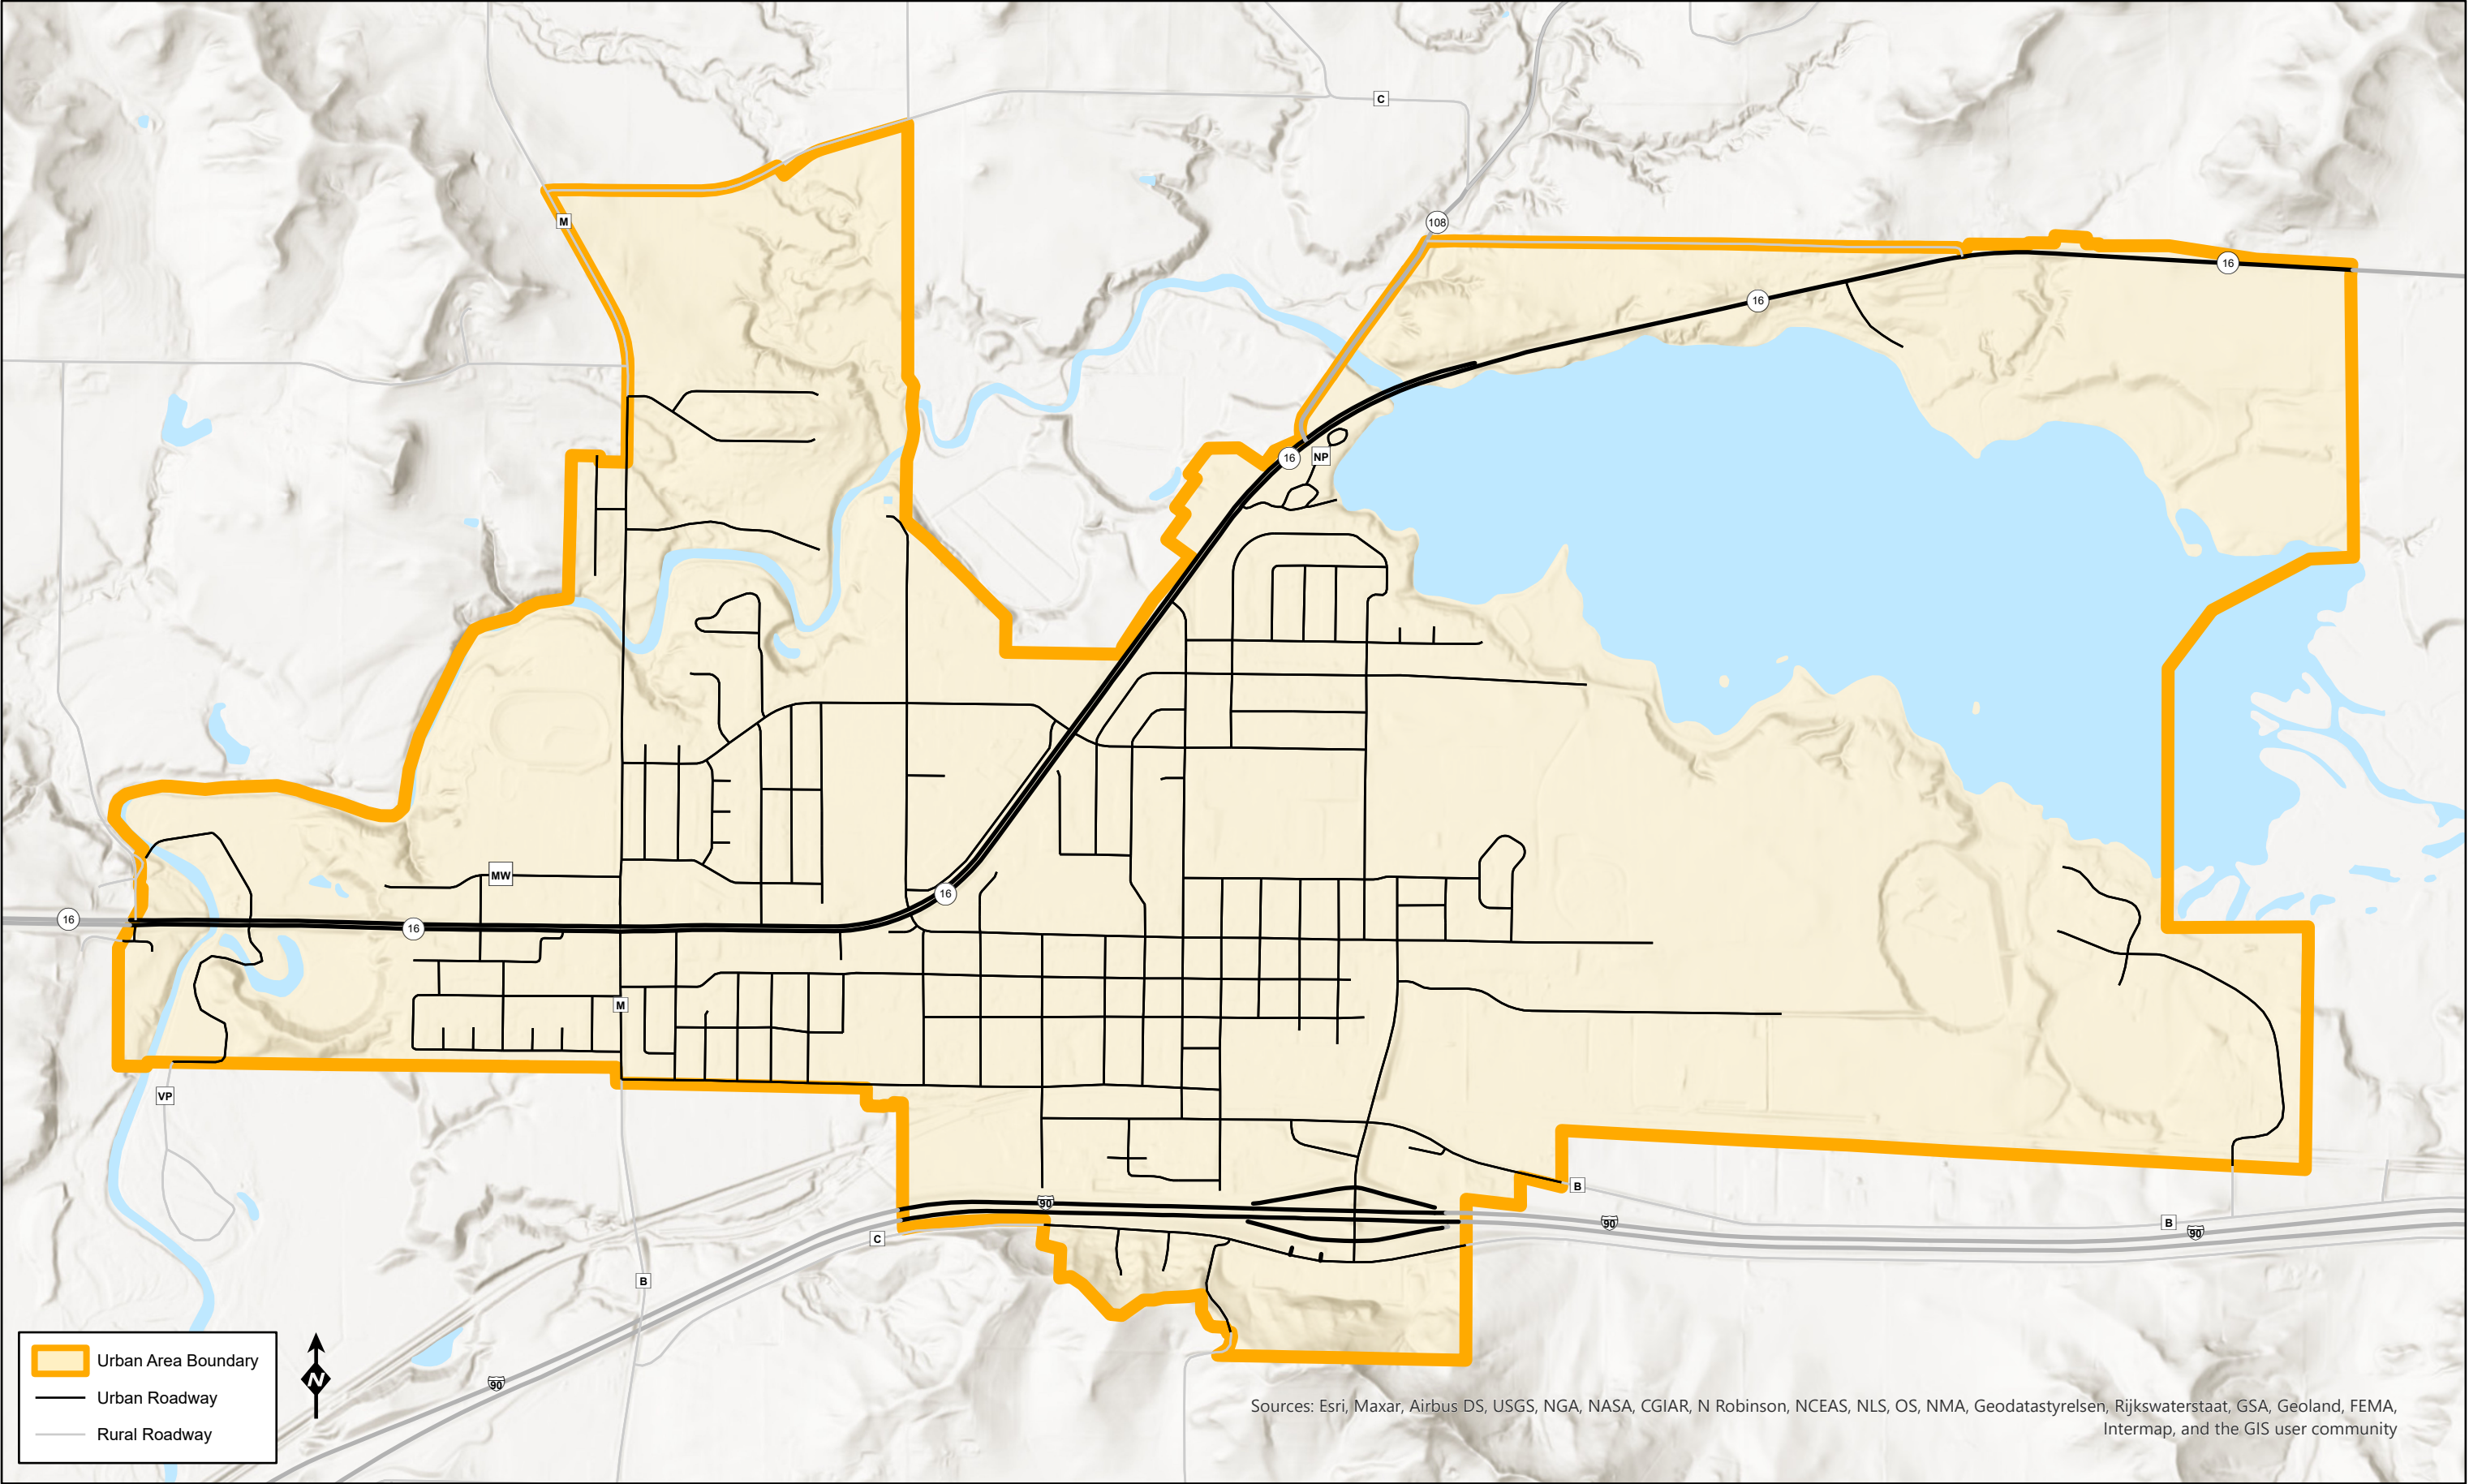 C
M
108
16
16
16
NP
MW
16
16
16
M
VP
90
B
C
90
B
90
B
90
Urban Area Boundary
Urban Roadway
Rural Roadway
N
Sources: Esri, Maxar, Airbus DS, USGS, NGA, NASA, CGIAR, N Robinson, NCEAS, NLS, OS, NMA, Geodatastyrelsen, Rijkswaterstaat, GSA, Geoland, FEMA,
Intermap, and the GIS user community